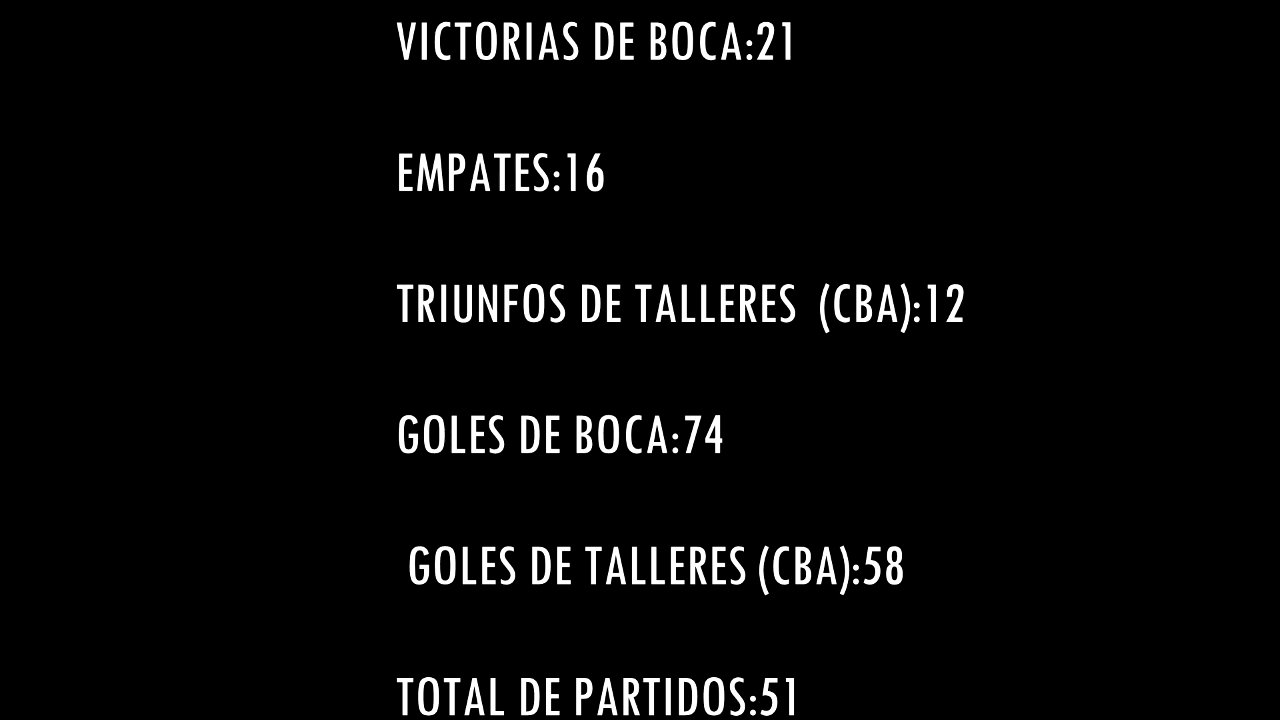 VICTORIAS DE BOCA:21
EMPATES:16
TRIUNFOS DE TALLERES  (CBA):12
GOLES DE BOCA:74
GOLES DE TALLERES (CBA):58
TOTAL DE PARTIDOS:51